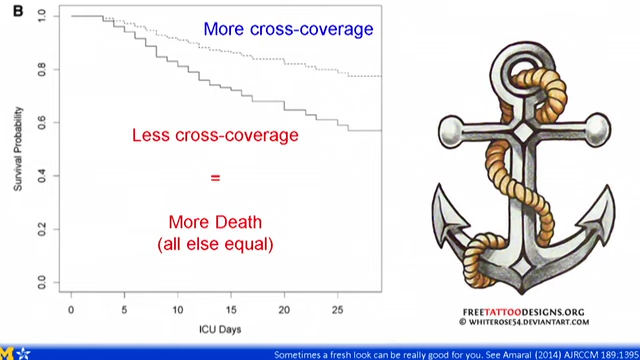 B
More cross-coverage
Less cross-coverage
=
More Death
(all else equal)
Survival Probability
1.0
0.8
0.6
0.4
0.2
0.0
0
5
10
15
20
25
ICU Days
FREETATTOODESIGNS.ORG
© WHITEROSE54.DEVIANTART.COM
M
Sometimes a fresh look can be really good for you. See Amaral (2014) AJRCCM 189:1395